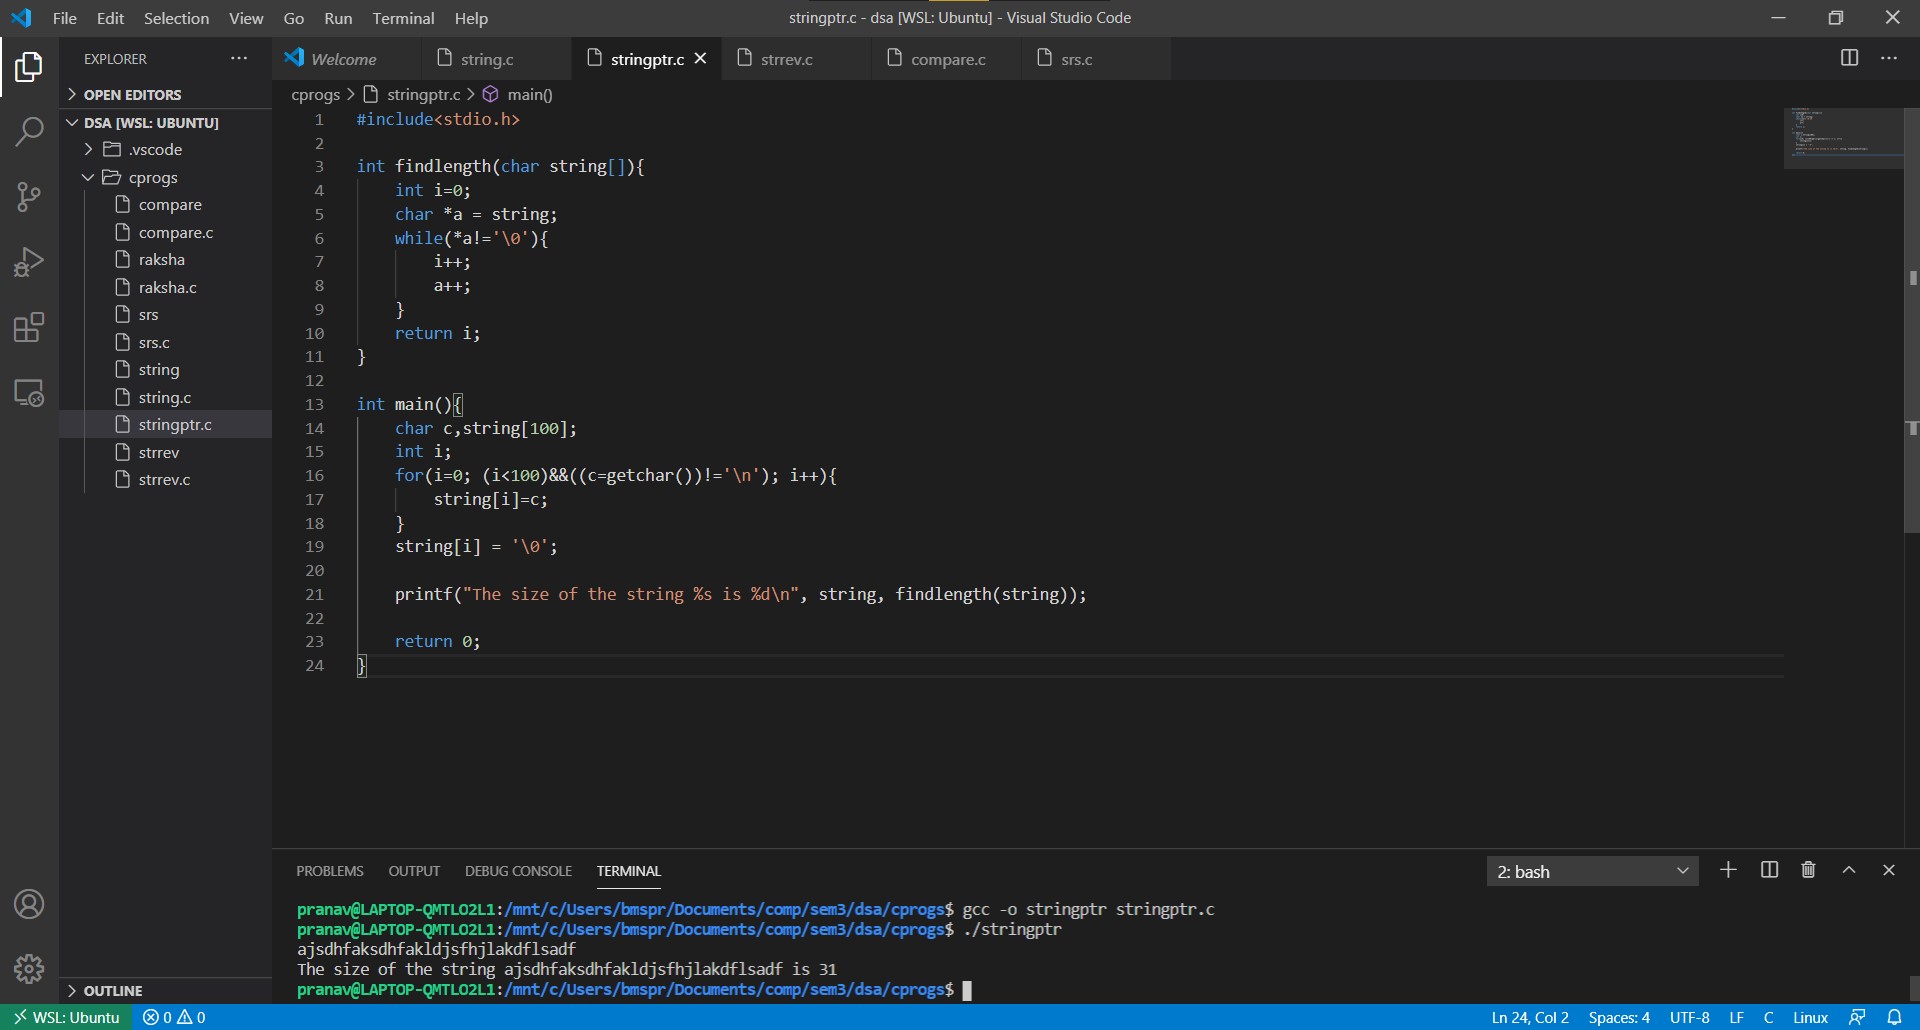 File Edit Selection View Go Run Terminal Help
stringptr.c - dsa [WSL: Ubuntu] - Visual Studio Code
EXPLORER
OPEN EDITORS
DSA [WSL: UBUNTU]
.vscode
cprogs
compare
compare.c
raksha
raksha.c
srs
srs.c
string
string.c
stringptr.c
strrev
strrev.c
OUTLINE
Welcome string.c stringptr.c strrev.c compare.c srs.c
cprogs > stringptr.c > main()
1 #include<stdio.h>
2
3 int findlength(char string[]){
4 int i=0;
5 char *a = string;
6 while(*a!='\0'){
7 i++;
8 a++;
9 }
10 return i;
11 }
12
13 int main(){
14 char c,string[100];
15 int i;
16 for(i=0; (i<100)&&((c=getchar())!='\n'); i++){
17 string[i]=c;
18 }
19 string[i] = '\0';
20
21 printf("The size of the string %s is %d\n", string, findlength(string));
22
23 return 0;
24 }
PROBLEMS OUTPUT DEBUG CONSOLE TERMINAL
2: bash
pranav@LAPTOP-QMTLO2L1:/mnt/c/Users/bmspr/Documents/comp/sem3/dsa/cprogs$ gcc -o stringptr stringptr.c
pranav@LAPTOP-QMTLO2L1:/mnt/c/Users/bmspr/Documents/comp/sem3/dsa/cprogs$ ./stringptr
ajsdhfaksdhfakldjsfhjlakdflsadf
The size of the string ajsdhfaksdhfakldjsfhjlakdflsadf is 31
pranav@LAPTOP-QMTLO2L1:/mnt/c/Users/bmspr/Documents/comp/sem3/dsa/cprogs$
WSL: Ubuntu 0 0
Ln 24, Col 2 Spaces: 4 UTF-8 LF C Linux